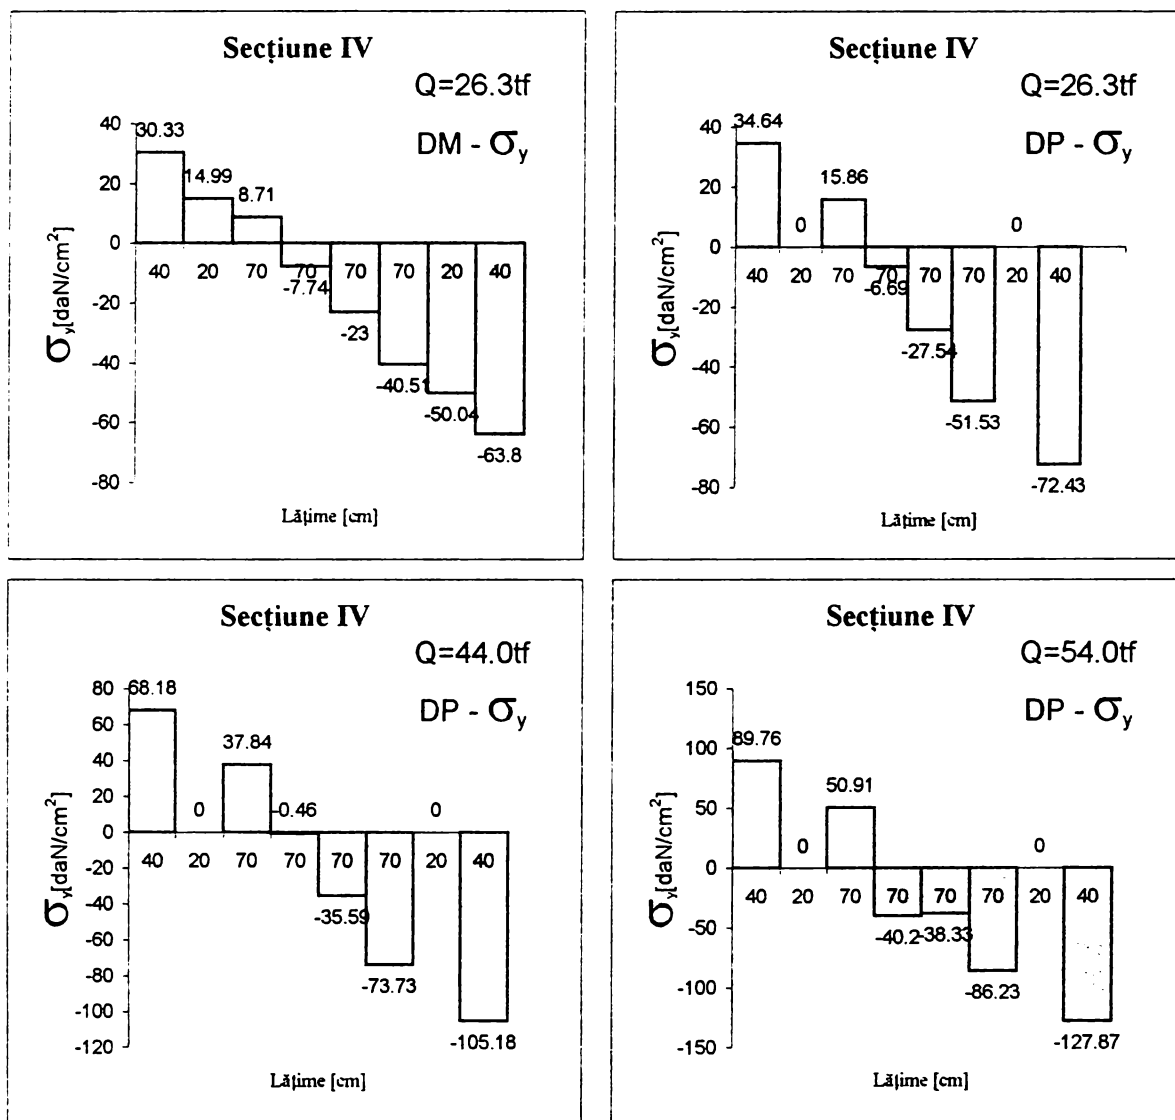 Secțiune IV
Q=26.3tf
DM - σy
40
20
0
-20
-40
-60
-80
σy[daN/cm²]
30.33
14.99
8.71
40 20 70 70 70 70 20 40
-7.74
-23
-40.51
-50.04
-63.8
Lățime [cm]
Secțiune IV
Q=26.3tf
DP - σy
40
20
0
-20
-40
-60
-80
σy[daN/cm²]
34.64
15.86
0 0
40 20 70 70 70 70 20 40
-6.69
-27.54
-51.53
-72.43
Lățime [cm]
Secțiune IV
Q=44.0tf
DP - σy
80
60
40
20
0
-20
-40
-60
-80
-100
-120
σy[daN/cm²]
68.18
37.84
0 -0.46 0
40 20 70 70 70 70 20 40
-35.59
-73.73
-105.18
Lățime [cm]
Secțiune IV
Q=54.0tf
DP - σy
150
100
50
0
-50
-100
-150
σy[daN/cm²]
89.76
50.91
0 0
40 20 70 70 70 70 20 40
-40.2 -38.33
-86.23
-127.87
Lățime [cm]